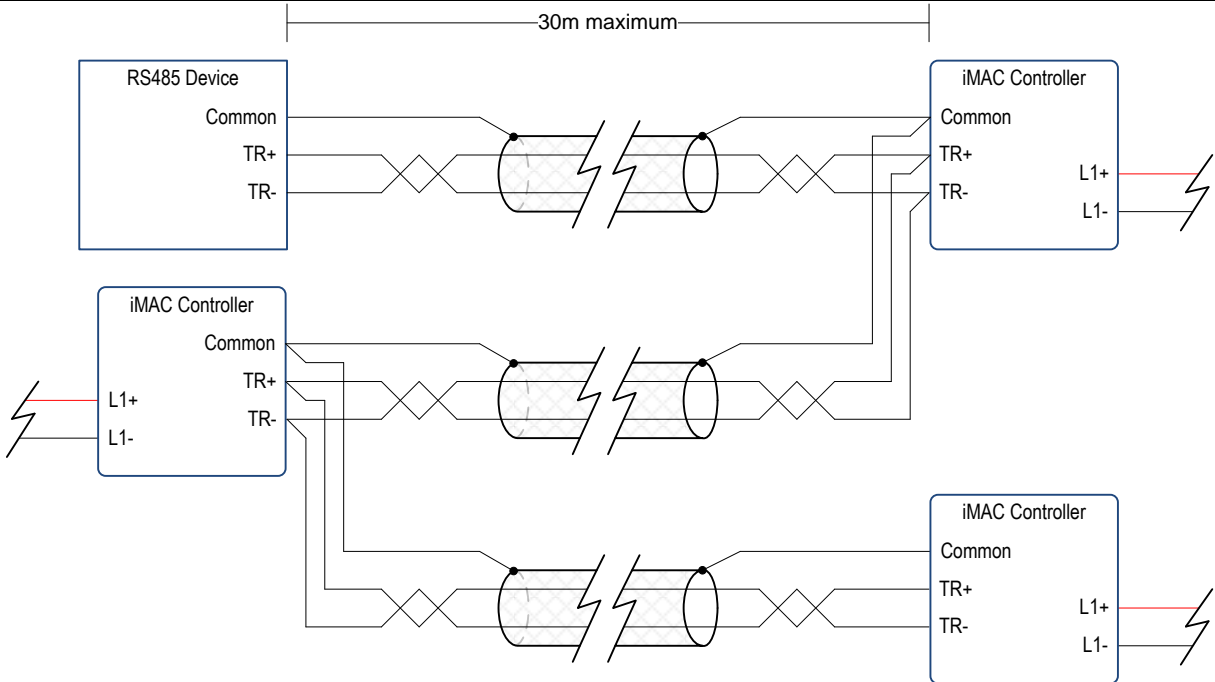 30m maximum
RS485 Device
Common
TR+
TR-
iMAC Controller
Common
TR+
TR-
L1+
L1-
iMAC Controller
Common
TR+
TR-
L1+
L1-
iMAC Controller
Common
TR+
TR-
L1+
L1-